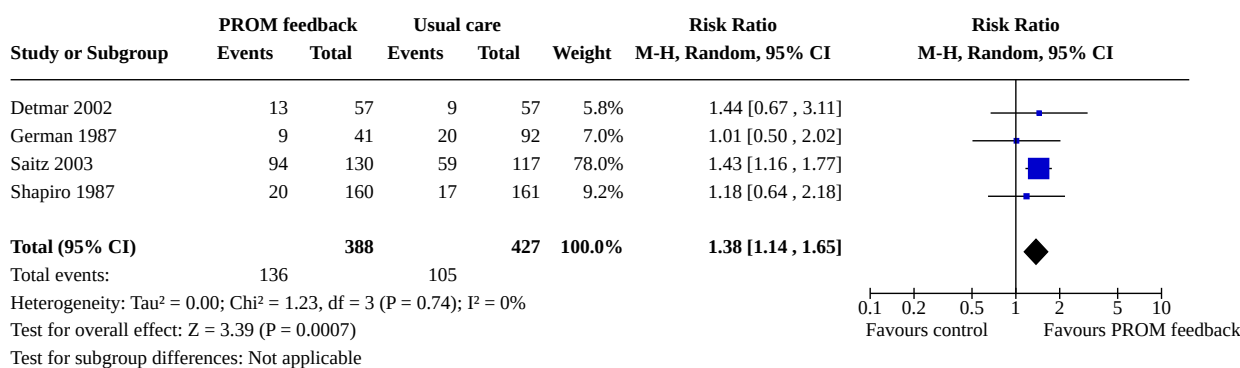 PROM feedback Usual care Risk Ratio Risk Ratio
Study or Subgroup Events Total Events Total Weight M-H, Random, 95% CI M-H, Random, 95% CI
Detmar 2002 13 57 9 57 5.8% 1.44 [0.67 , 3.11]
German 1987 9 41 20 92 7.0% 1.01 [0.50 , 2.02]
Saitz 2003 94 130 59 117 78.0% 1.43 [1.16 , 1.77]
Shapiro 1987 20 160 17 161 9.2% 1.18 [0.64 , 2.18]
Total (95% CI) 388 427 100.0% 1.38 [1.14 , 1.65]
Total events: 136 105
Heterogeneity: Tau² = 0.00; Chi² = 1.23, df = 3 (P = 0.74); I² = 0%
0.1 0.2 0.5 1 2 5 10
Test for overall effect: Z = 3.39 (P = 0.0007) Favours control Favours PROM feedback
Test for subgroup differences: Not applicable